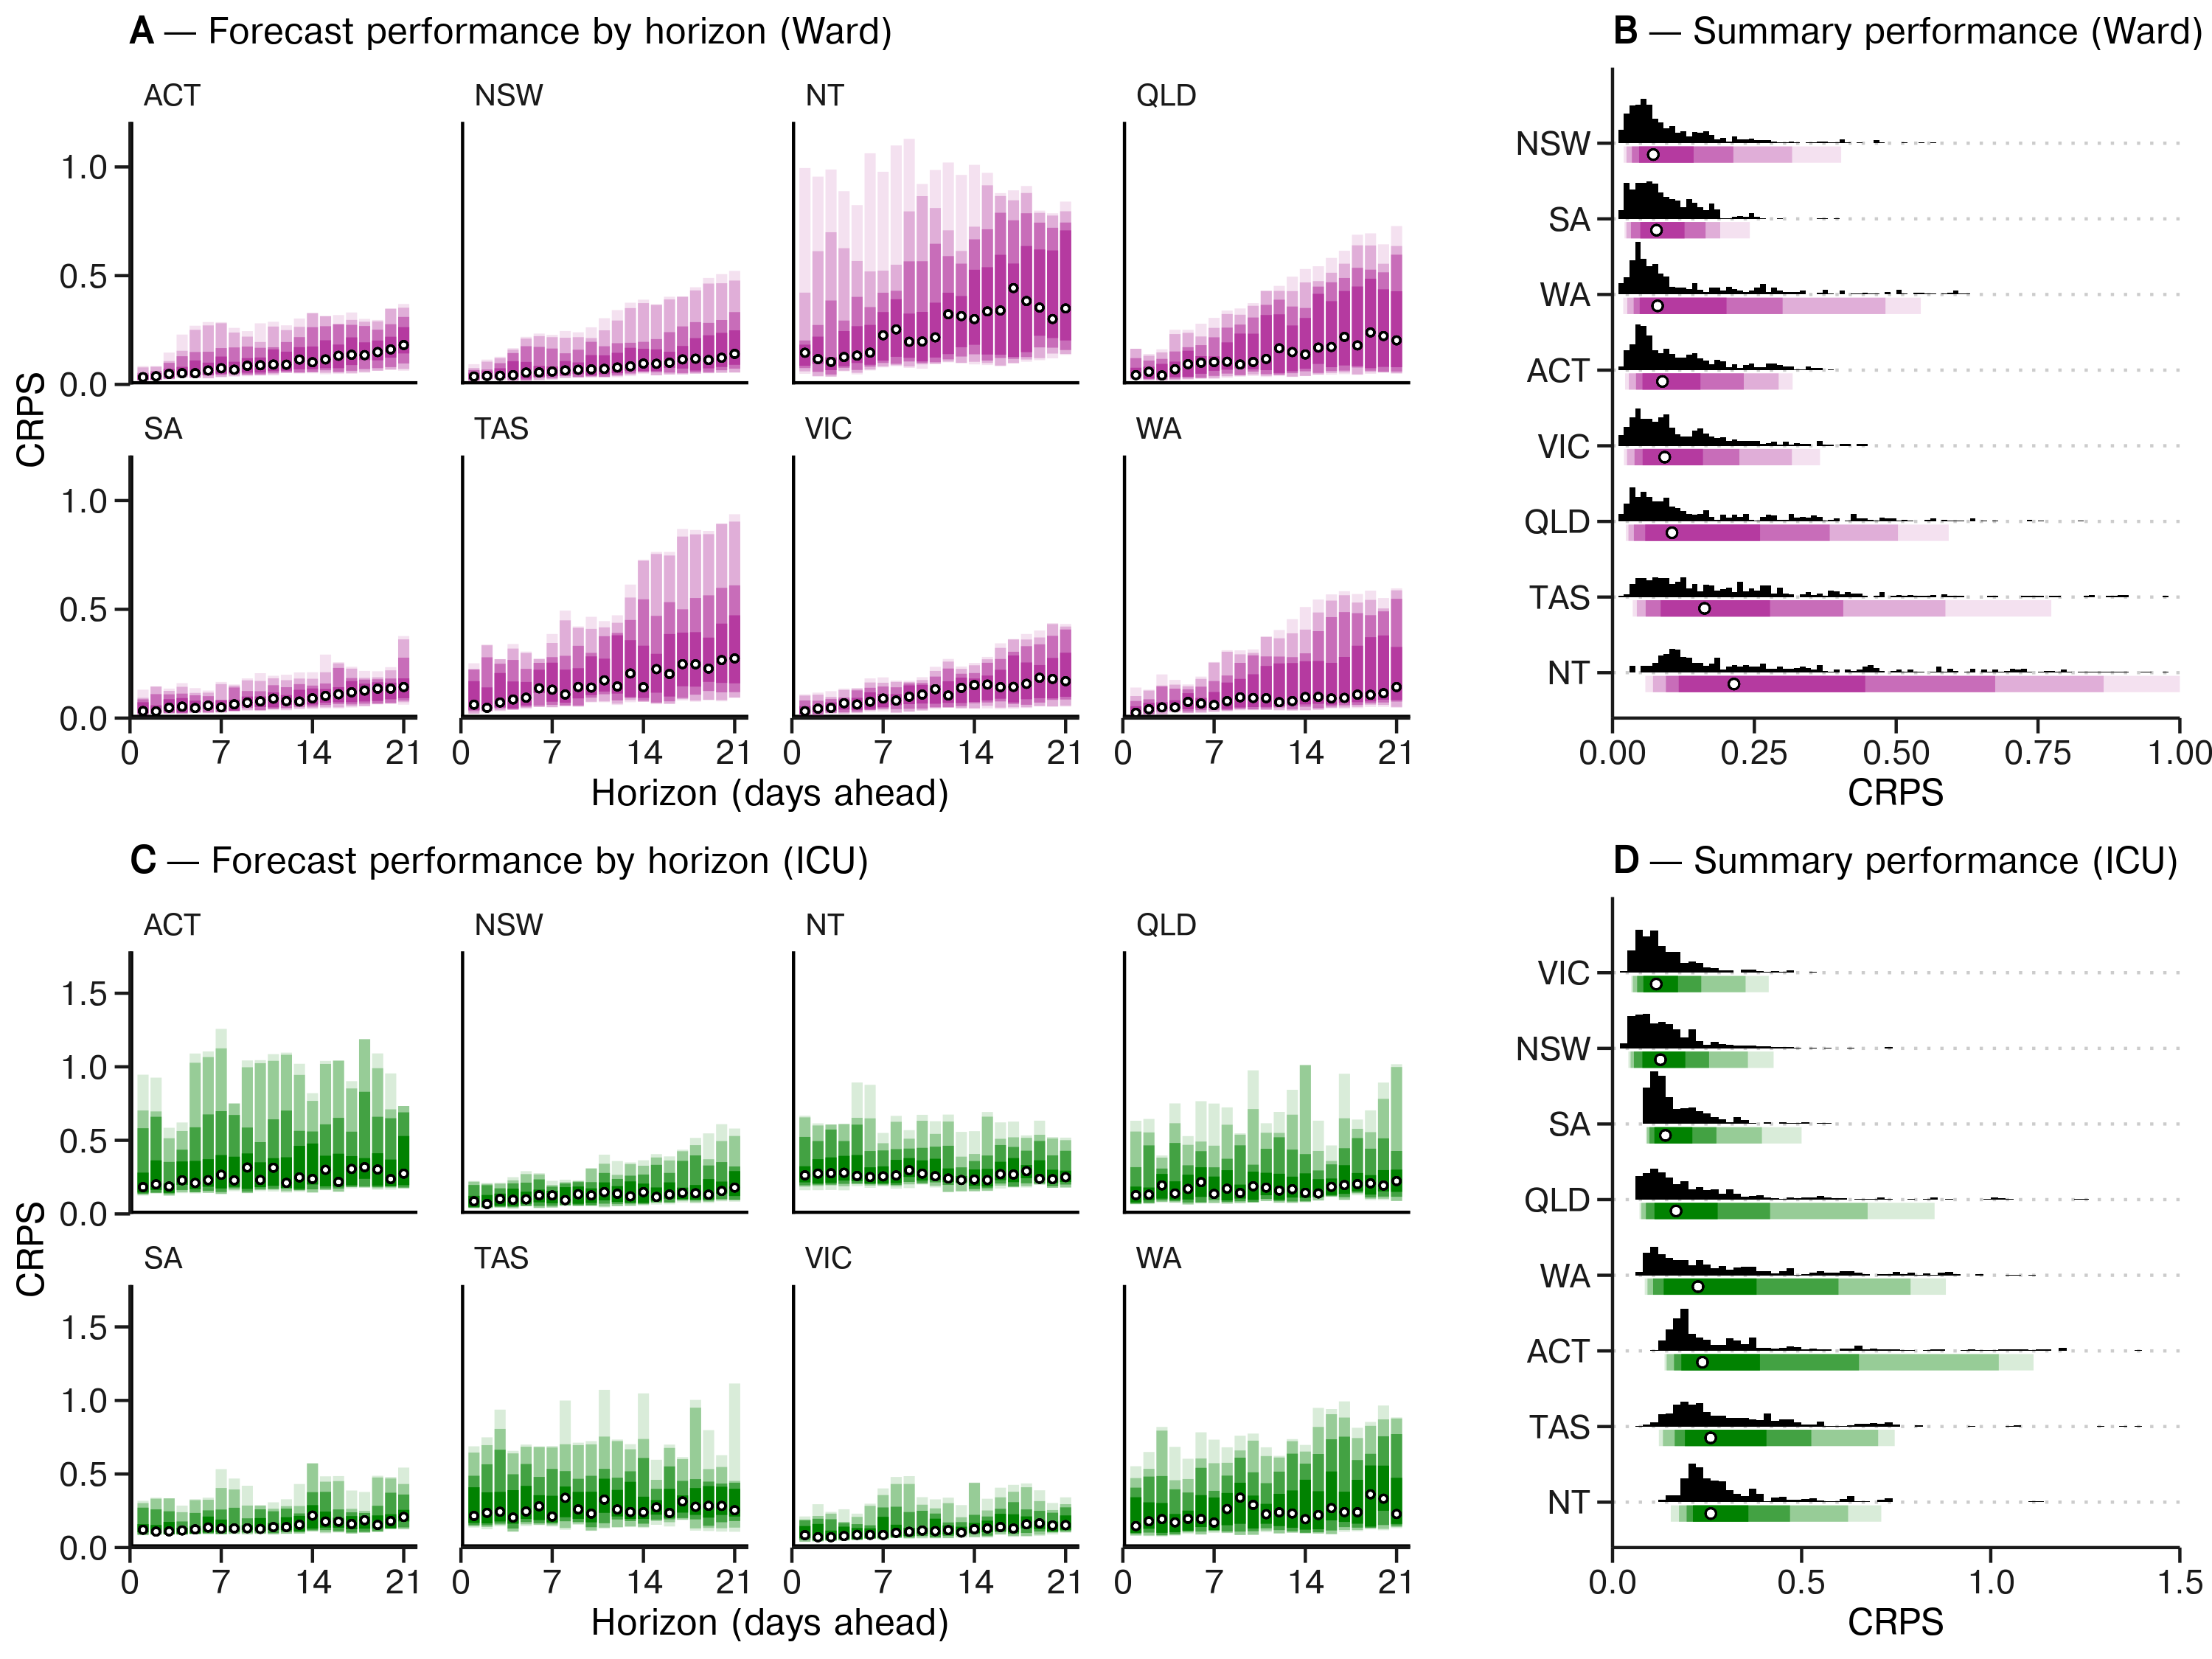 A — Forecast performance by horizon (Ward)
ACT NSW NT QLD
1.0
0.5
0.0
SA TAS VIC WA
1.0
0.5
0.0
CRPS
0 7 14 21 0 7 14 21 0 7 14 21 0 7 14 21
Horizon (days ahead)
B — Summary performance (Ward)
NSW
SA
WA
ACT
VIC
QLD
TAS
NT
0.00 0.25 0.50 0.75 1.00
CRPS
C — Forecast performance by horizon (ICU)
ACT NSW NT QLD
1.5
1.0
0.5
0.0
SA TAS VIC WA
1.5
1.0
0.5
0.0
CRPS
0 7 14 21 0 7 14 21 0 7 14 21 0 7 14 21
Horizon (days ahead)
D — Summary performance (ICU)
VIC
NSW
SA
QLD
WA
ACT
TAS
NT
0.0 0.5 1.0 1.5
CRPS